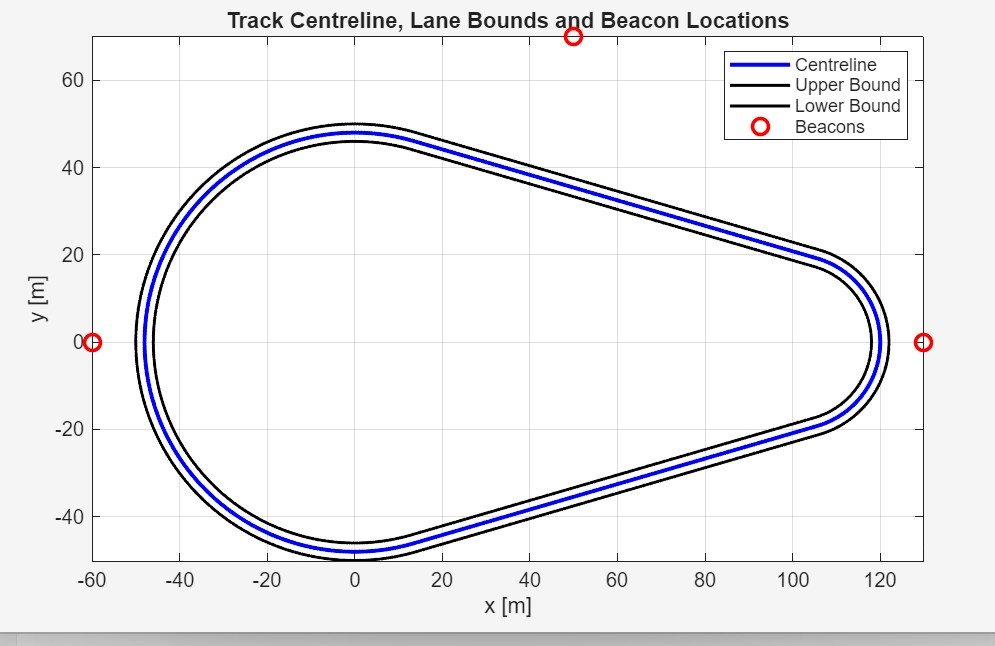 Track Centreline, Lane Bounds and Beacon Locations
Centreline
Upper Bound
Lower Bound
Beacons
60
40
20
0
-20
-40
y [m]
-60
-40
-20
0
20
40
60
80
100
120
x [m]